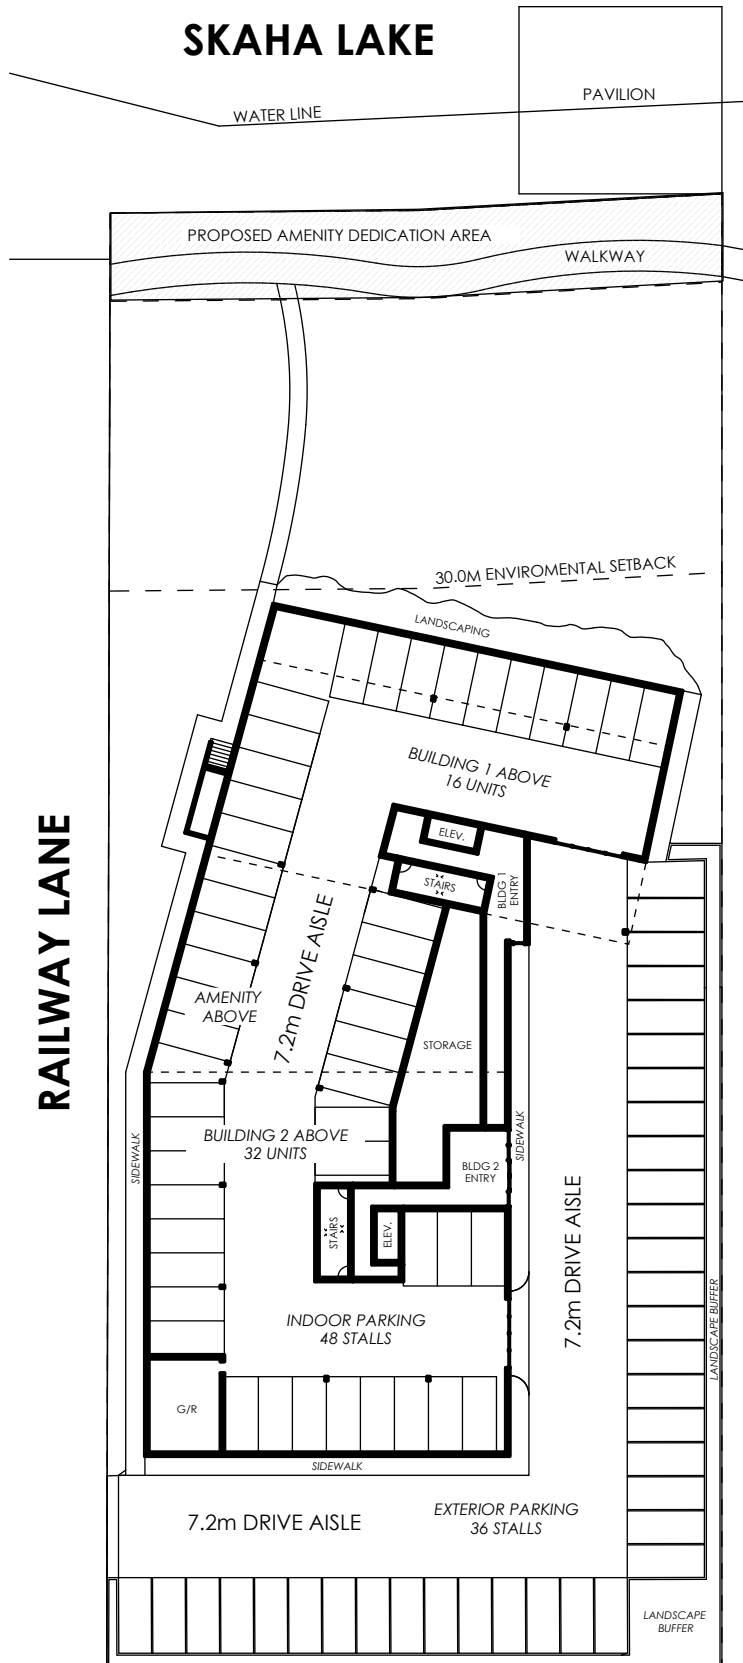 SKAHA LAKE
PAVILION
WATER LINE
PROPOSED AMENITY DEDICATION AREA
WALKWAY
30.0M ENVIROMENTAL SETBACK
LANDSCAPING
BUILDING 1 ABOVE
16 UNITS
ELEV.
STAIRS
BLDG 1
ENTRY
RAILWAY LANE
7.2m DRIVE AISLE
AMENITY
ABOVE
STORAGE
SIDEWALK
BUILDING 2 ABOVE
32 UNITS
BLDG 2
ENTRY
SIDEWALK
STAIRS
ELEV.
7.2m DRIVE AISLE
LANDSCAPE BUFFER
INDOOR PARKING
48 STALLS
G/R
SIDEWALK
7.2m DRIVE AISLE
EXTERIOR PARKING
36 STALLS
LANDSCAPE
BUFFER